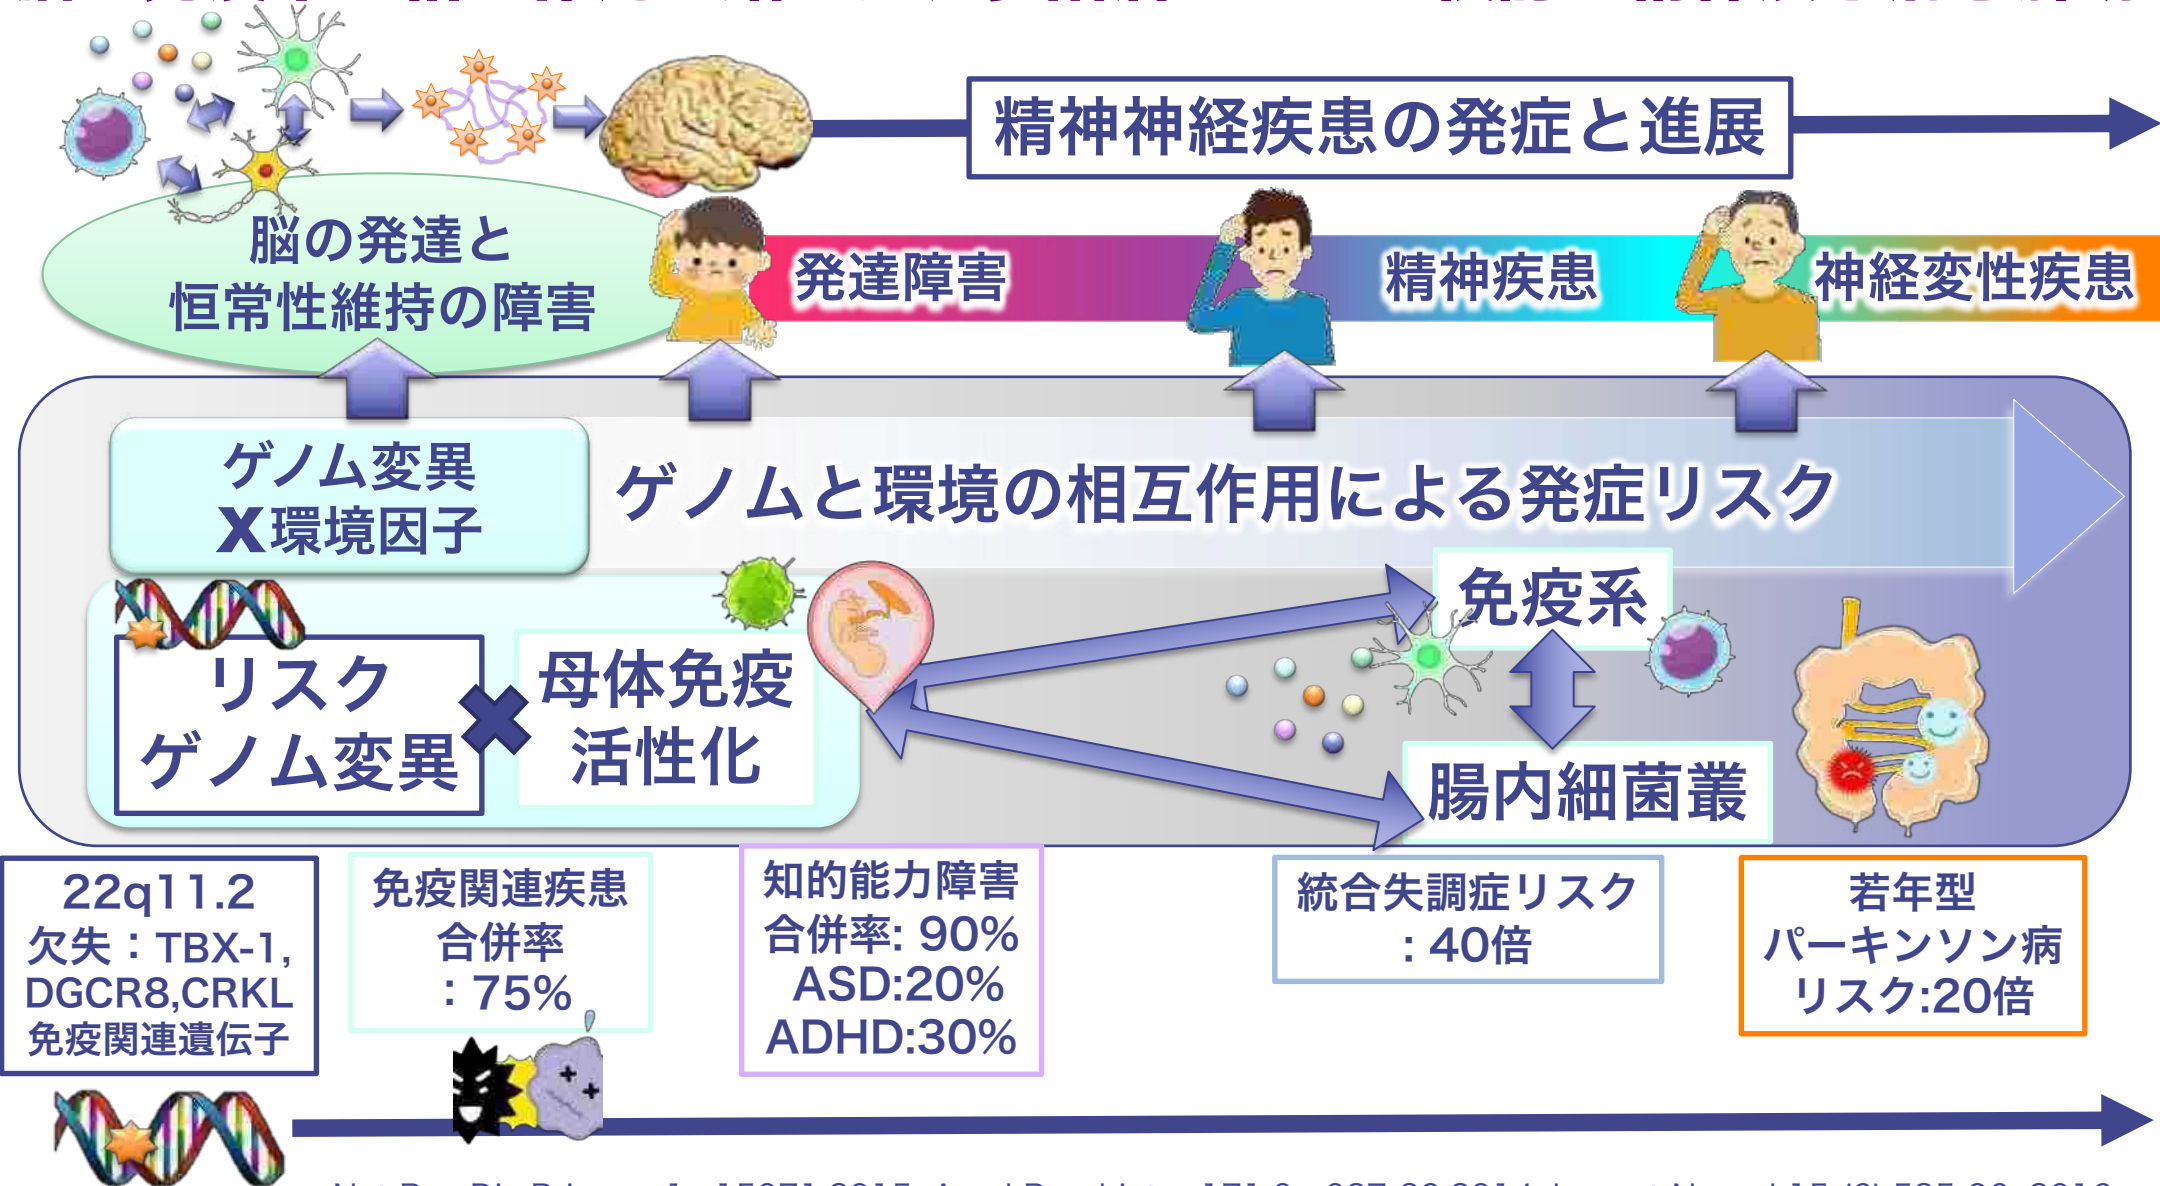 精神神経疾患の発症と進展
脳の発達と
恒常性維持の障害
発達障害
精神疾患
神経変性疾患
ゲノム変異
X環境因子
ゲノムと環境の相互作用による発症リスク
リスク
ゲノム変異
母体免疫
活性化
免疫系
腸内細菌叢
22q11.2
欠失：TBX-1,
DGCR8,CRKL
免疫関連遺伝子
免疫関連疾患
合併率
：75%
知的能力障害
合併率: 90%
ASD:20%
ADHD:30%
統合失調症リスク
: 40倍
若年型
パーキンソン病
リスク:20倍